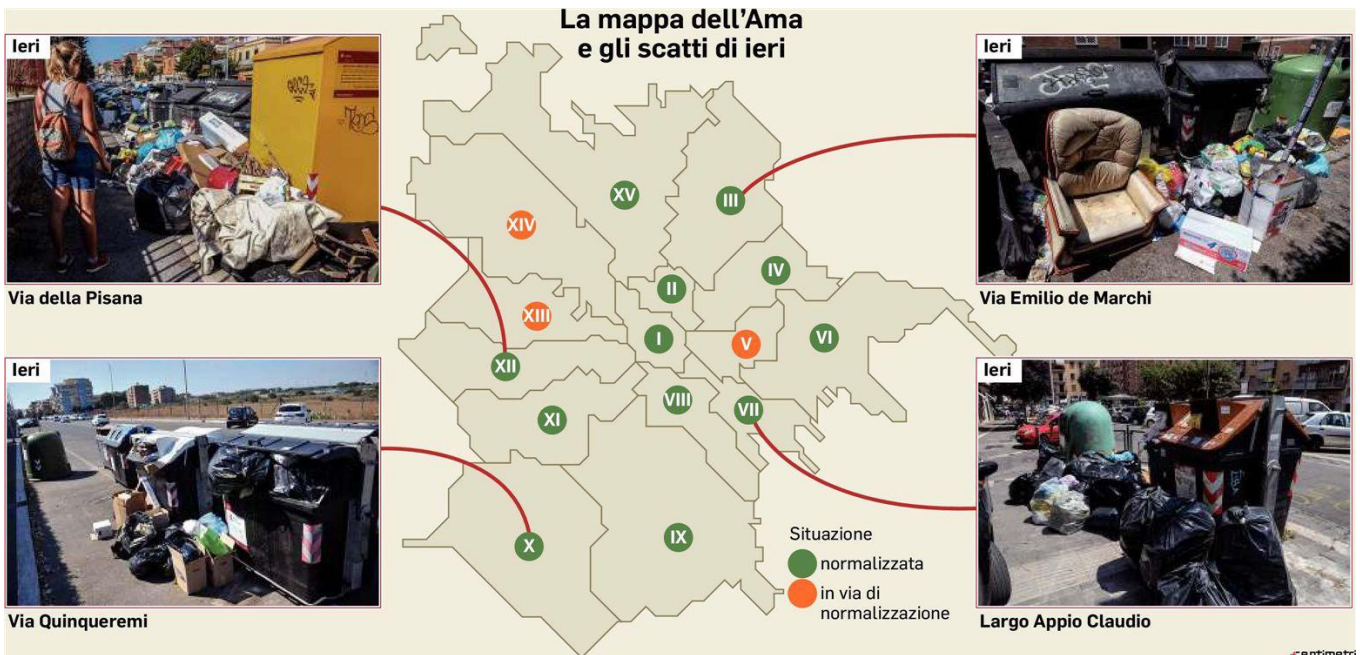 La mappa dell'Ama
e gli scatti di ieri
Ieri
Via della Pisana
Ieri
Via Emilio de Marchi
Ieri
Via Quinqueremi
Ieri
Largo Appio Claudio
XV
III
XIV
IV
II
XIII
I
V
VI
XII
VIII
VII
XI
X
IX
Situazione
normalizzata
in via di
normalizzazione
centimetri